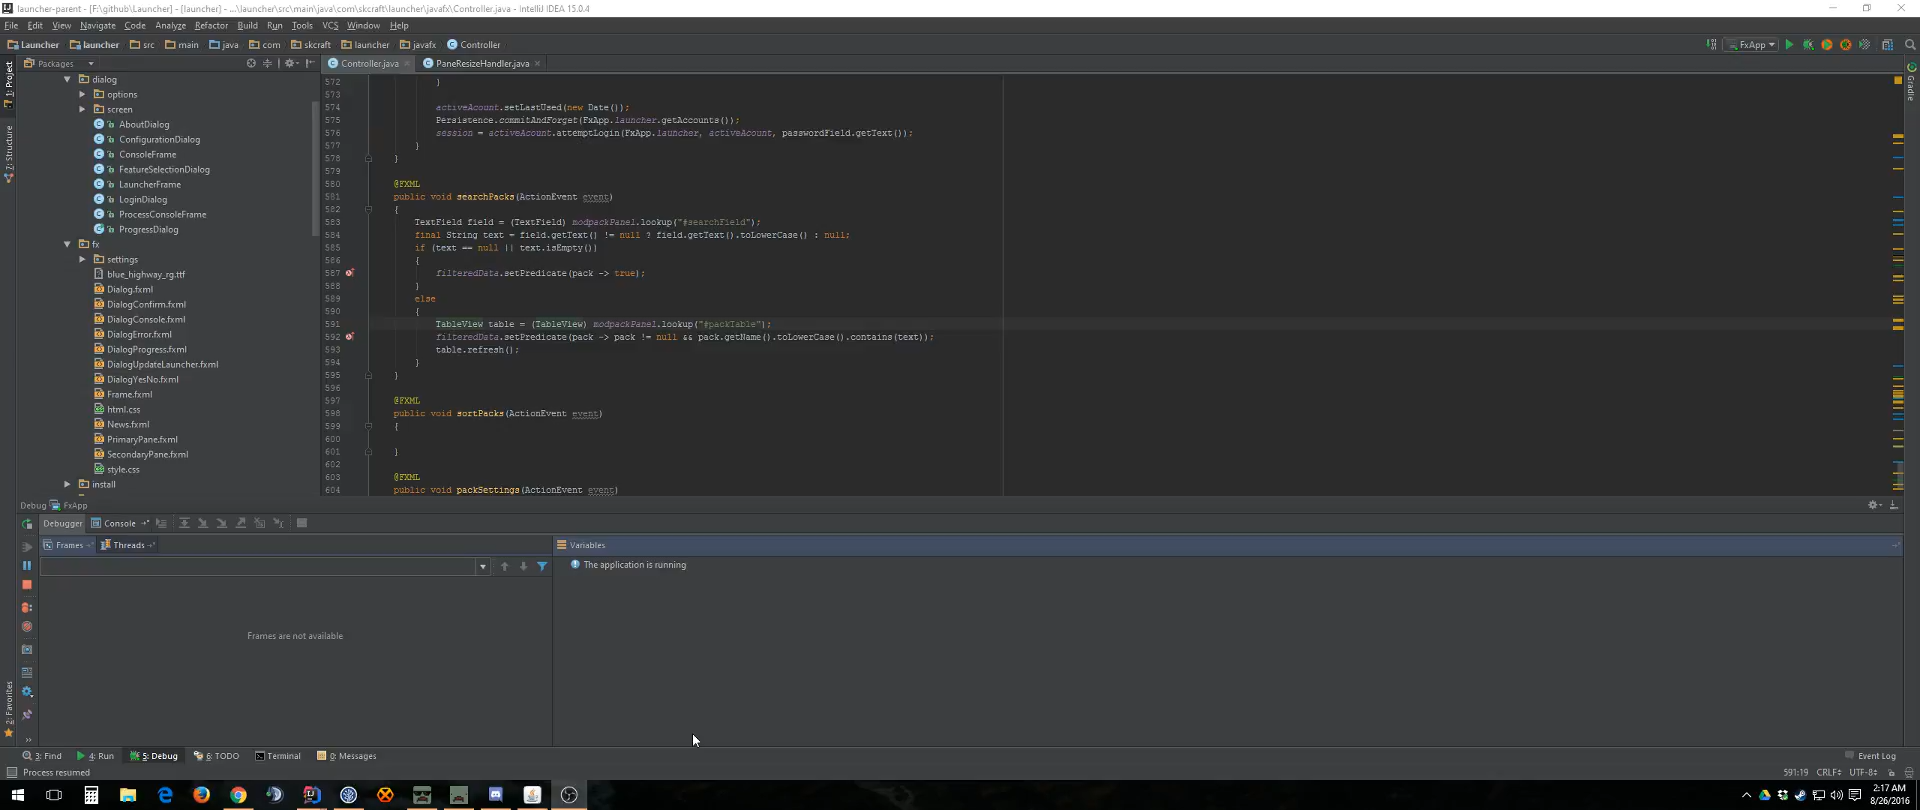 launcher-parent - [F:\github\Launcher] - [launcher] - ...\launcher\src\main\java\com\skcraft\launcher\javafx\Controller.java - IntelliJ IDEA 15.0.4
File Edit View Navigate Code Analyze Refactor Build Run Tools VCS Window Help
Launcher launcher src main java com skcraft launcher javafx Controller
FxApp
Packages
Controller.java PaneResizeHandler.java
1: Project
7: Structure
2: Favorites
Gradle
dialog
options
screen
AboutDialog
ConfigurationDialog
ConsoleFrame
FeatureSelectionDialog
LauncherFrame
LoginDialog
ProcessConsoleFrame
ProgressDialog
fx
settings
blue_highway_rg.ttf
Dialog.fxml
DialogConfirm.fxml
DialogConsole.fxml
DialogError.fxml
DialogProgress.fxml
DialogUpdateLauncher.fxml
DialogYesNo.fxml
Frame.fxml
html.css
News.fxml
PrimaryPane.fxml
SecondaryPane.fxml
style.css
install
572 }
573
574 activeAcount.setLastUsed(new Date());
575 Persistence.commitAndForget(FxApp.launcher.getAccounts());
576 session = activeAcount.attemptLogin(FxApp.launcher, activeAcount, passwordField.getText());
577 }
578 }
579
580 @FXML
581 public void searchPacks(ActionEvent event)
582 {
583 TextField field = (TextField) modpackPanel.lookup("#searchField");
584 final String text = field.getText() != null ? field.getText().toLowerCase() : null;
585 if (text == null || text.isEmpty())
586 {
587 filteredData.setPredicate(pack -> true);
588 }
589 else
590 {
591 TableView table = (TableView) modpackPanel.lookup("#packTable");
592 filteredData.setPredicate(pack -> pack != null && pack.getName().toLowerCase().contains(text));
593 table.refresh();
594 }
595 }
596
597 @FXML
598 public void sortPacks(ActionEvent event)
599 {
600
601 }
602
603 @FXML
604 public void packSettings(ActionEvent event)
Debug FxApp
Debugger Console
Frames Threads
Variables
The application is running
Frames are not available
3: Find 4: Run 5: Debug 6: TODO Terminal 0: Messages
Event Log
Process resumed
591:19 CRLF UTF-8
2:17 AM
8/26/2016